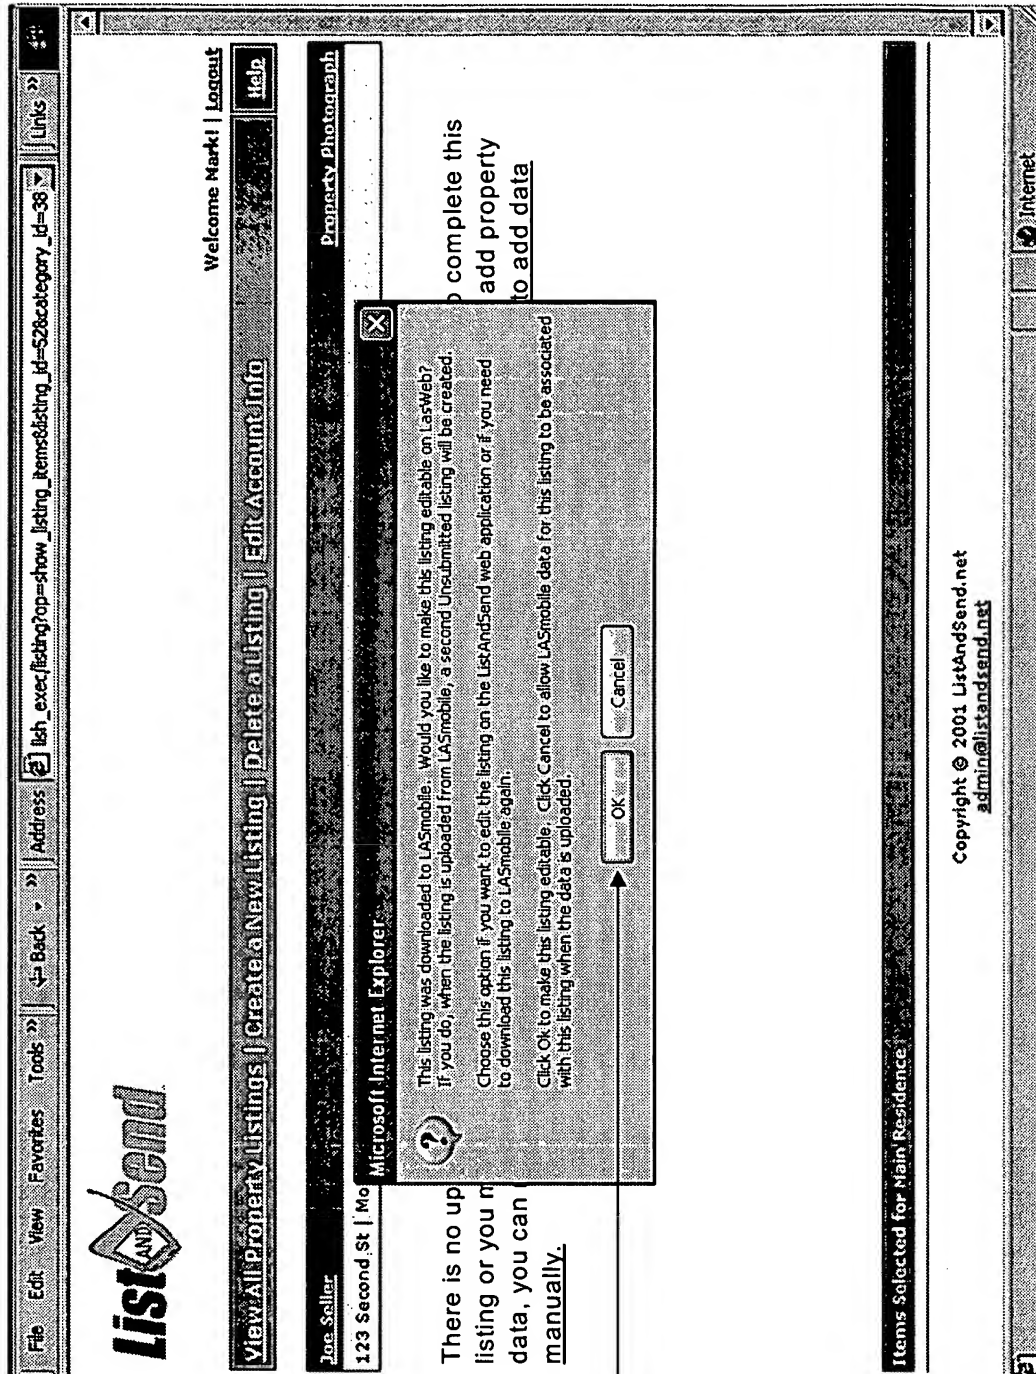 File Edit View Favorites Tools » Back » Address lish_exec/listing?op=show_listing_items&listing_id=52&category_id=38 Links »
List AND Send
Welcome Mark! | Logout
View All Property Listings | Create a New Listing | Delete a Listing | Edit Account Info Help
Joe Seller Property Photograph
123 Second St | Mo
Microsoft Internet Explorer
This listing was downloaded to LASmobile. Would you like to make this listing editable on LasWeb?
If you do, when the listing is uploaded from LASmobile, a second Unsubmitted listing will be created.
Choose this option if you want to edit the listing on the ListAndSend web application or if you need
to download this listing to LASmobile again.
Click Ok to make this listing editable. Click Cancel to allow LASmobile data for this listing to be associated
with this listing when the data is uploaded.
OK Cancel
There is no up o complete this
listing or you m add property
data, you can to add data
manually.
Items Selected for Main Residence
Copyright © 2001 ListAndSend.net
admin@listandsend.net
Internet